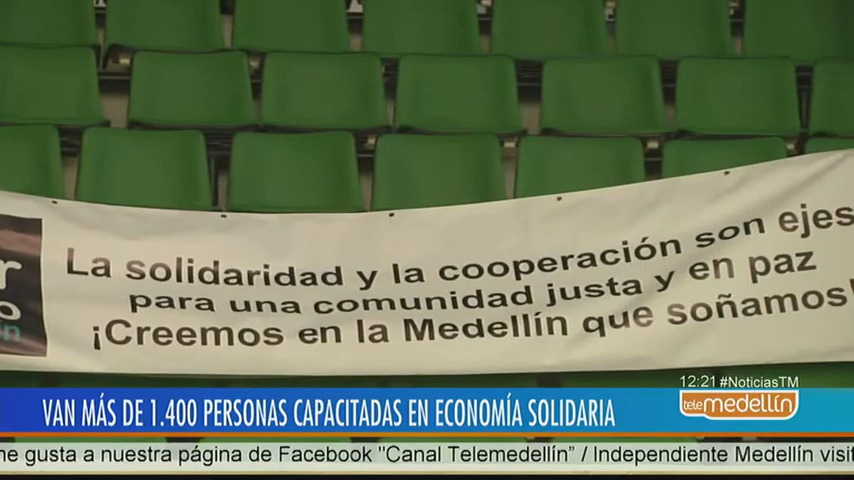 r
o
ín
La solidaridad y la cooperación son ejes
para una comunidad justa y en paz
¡Creemos en la Medellín que soñamos!
12:21 #NoticiasTM
VAN MÁS DE 1.400 PERSONAS CAPACITADAS EN ECONOMÍA SOLIDARIA
tele medellín
me gusta a nuestra página de Facebook "Canal Telemedellín” / Independiente Medellín visit